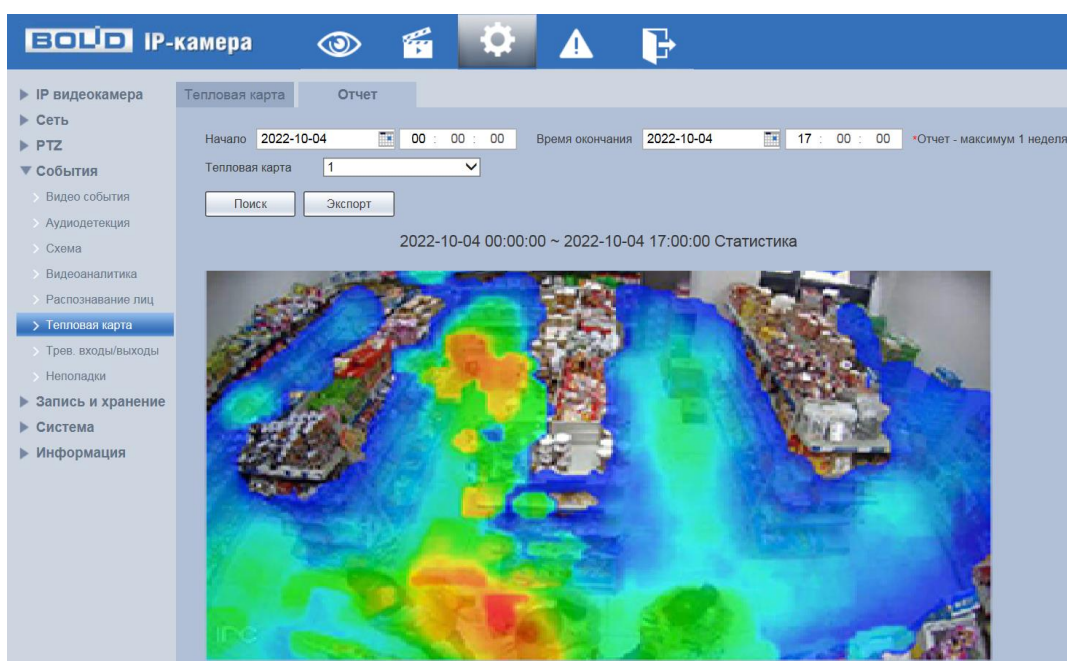 BOLID IP-камера
IP видеокамера
Сеть
PTZ
События
Видео события
Аудиодетекция
Схема
Видеоаналитика
Распознавание лиц
Тепловая карта
Трев. входы/выходы
Неполадки
Запись и хранение
Система
Информация
Тепловая карта Отчет
Начало 2022-10-04 00 : 00 : 00 Время окончания 2022-10-04 17 : 00 : 00 *Отчет - максимум 1 неделя
Тепловая карта 1
Поиск Экспорт
2022-10-04 00:00:00 ~ 2022-10-04 17:00:00 Статистика
IPC